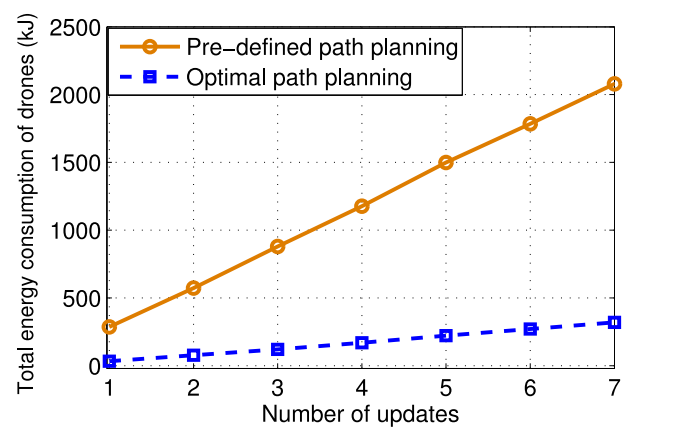 Total energy consumption of drones (kJ)
2500
2000
1500
1000
500
0
Pre−defined path planning
Optimal path planning
1 2 3 4 5 6 7
Number of updates